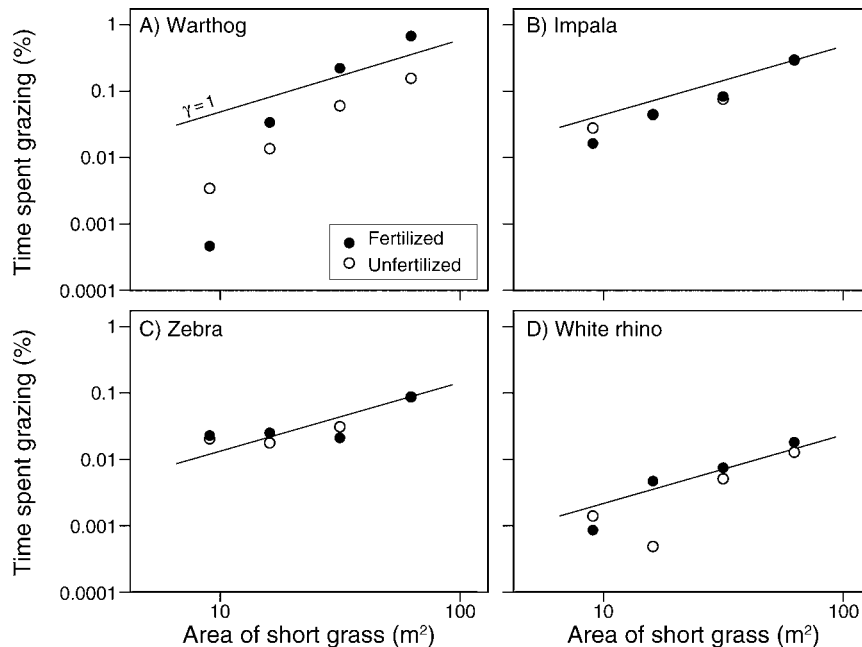 A) Warthog
B) Impala
Time spent grazing (%)
1
0.1
0.01
0.001
0.0001
γ = 1
Fertilized
Unfertilized
C) Zebra
D) White rhino
Time spent grazing (%)
1
0.1
0.01
0.001
0.0001
10
100
10
100
Area of short grass (m²)
Area of short grass (m²)